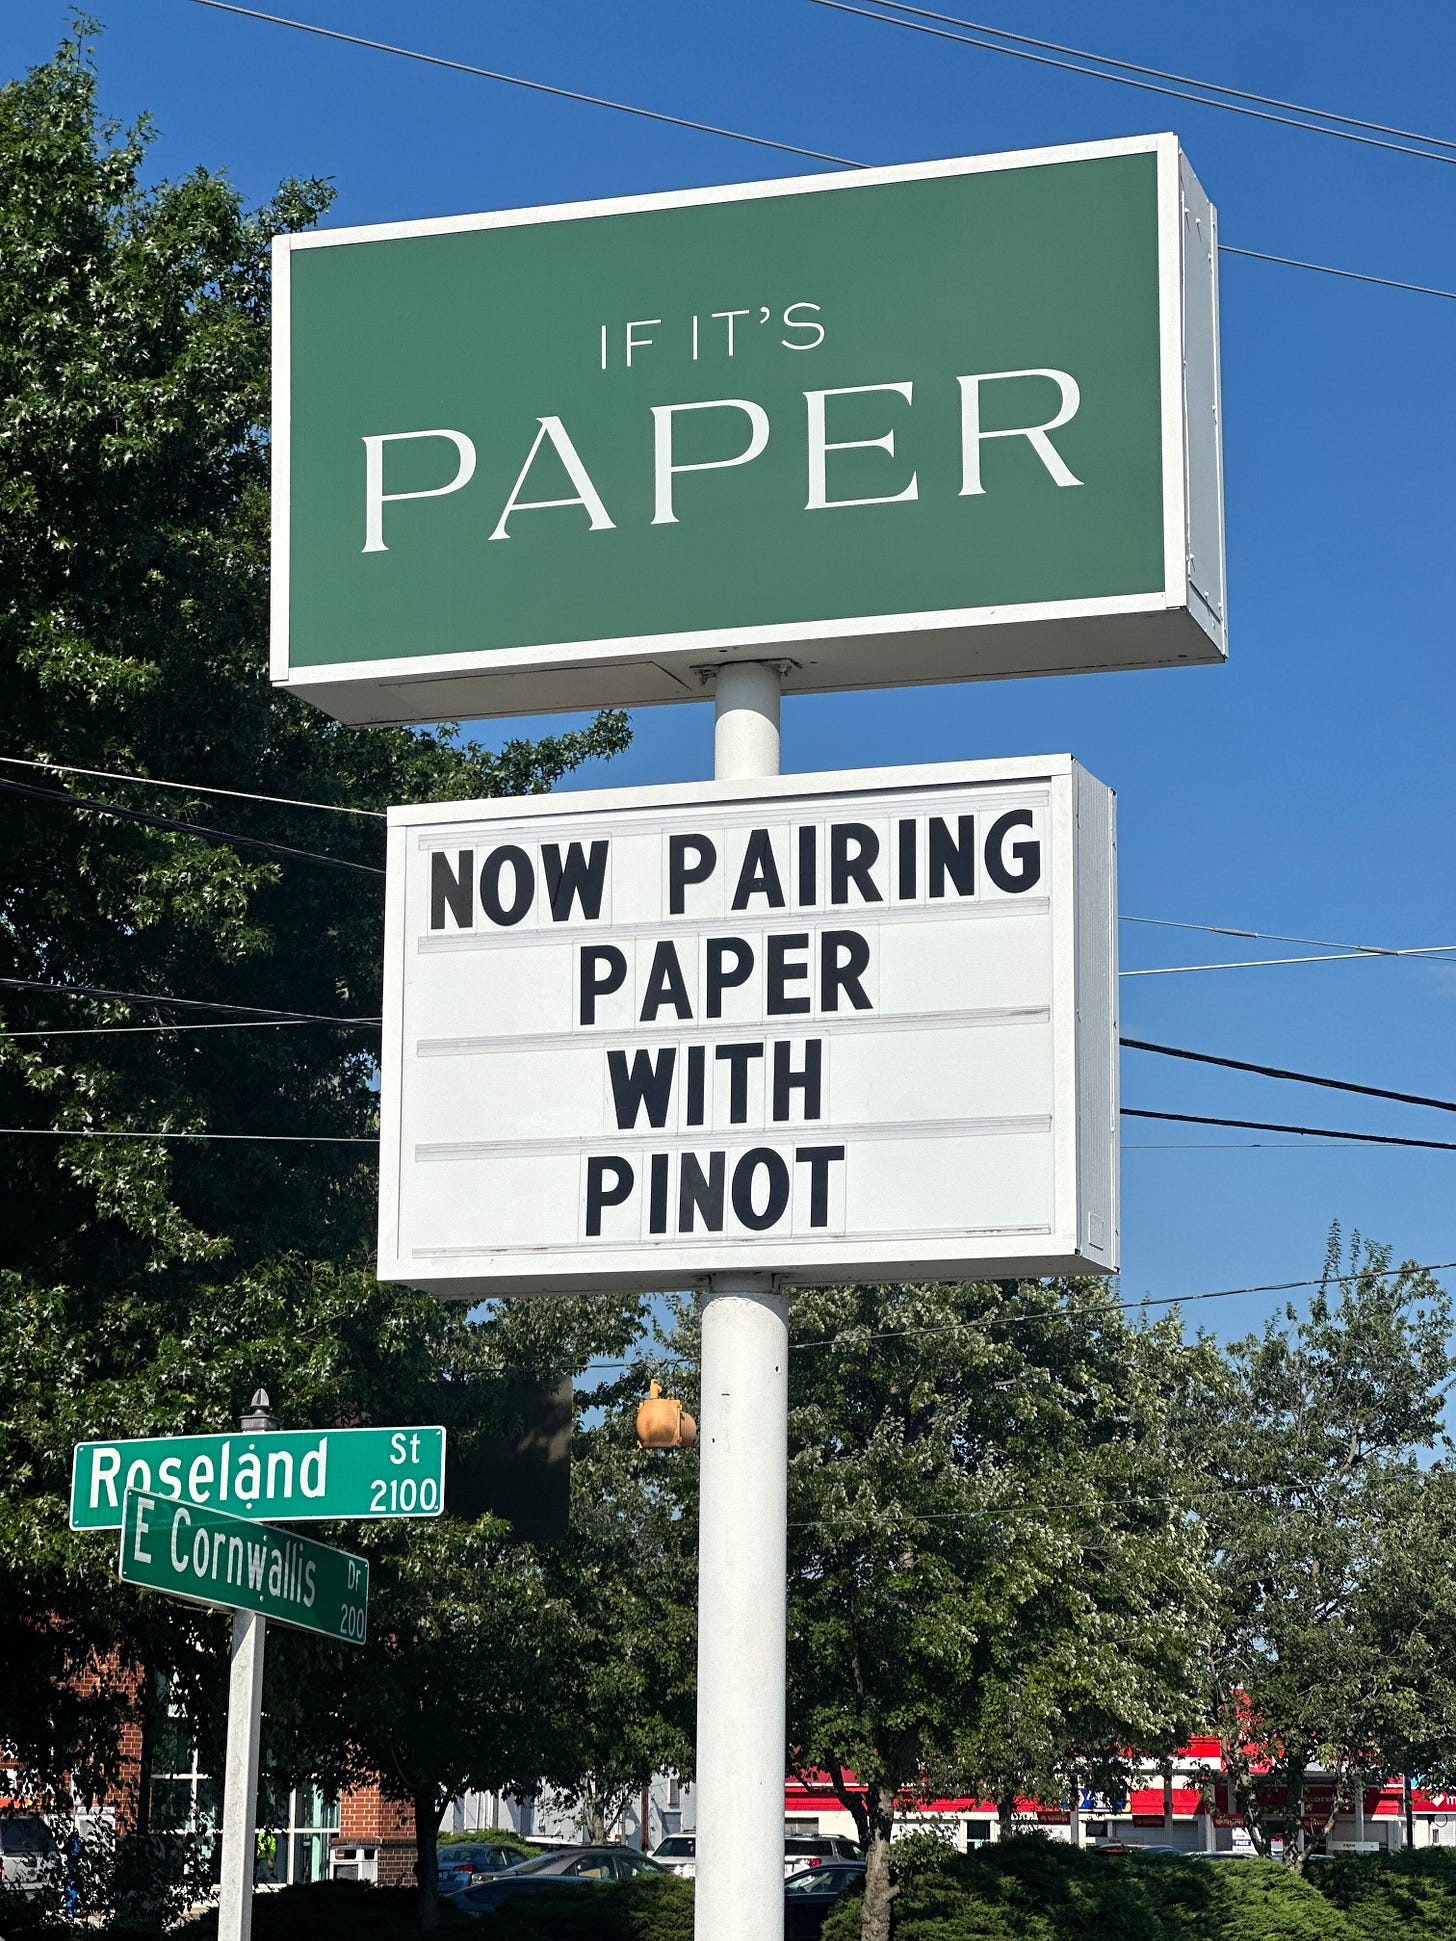 IF IT'S
PAPER
NOW PAIRING
PAPER
WITH
PINOT
Roseland St
2100
E Cornwallis Dr
200